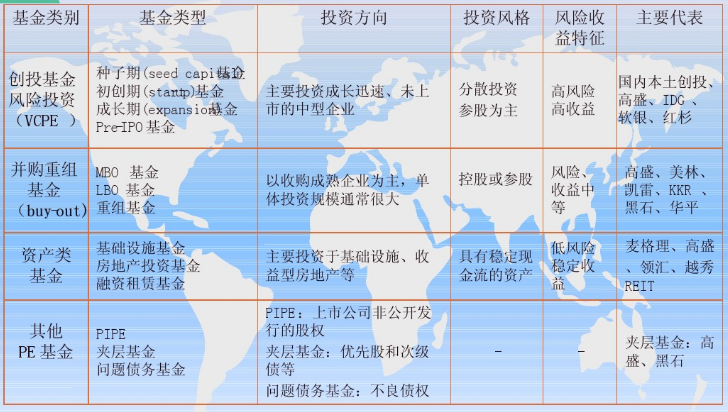 基金类别 基金类型 投资方向 投资风格 风险收益特征 主要代表
创投基金
风险投资
（VCPE ）
种子期(seed capital)基金
初创期(startup)基金
成长期(expansion)基金
Pre-IPO 基金
主要投资成长迅速、未上
市的中型企业
分散投资
参股为主
高风险
高收益
国内本土创投、
高盛、IDG 、
软银、红杉
并购重组
基金
（buy-out)
MBO 基金
LBO 基金
重组基金
以收购成熟企业为主，单
体投资规模通常很大
控股或参股
风险、
收益中
等
高盛、美林、
凯雷、KKR 、
黑石、华平
资产类
基金
基础设施基金
房地产投资基金
融资租赁基金
主要投资于基础设施、收
益型房地产等
具有稳定现
金流的资产
低风险
稳定收
益
麦格理、高盛
、领汇、越秀
REIT
其他
PE 基金
PIPE
夹层基金
问题债务基金
PIPE：上市公司非公开发
行的股权
夹层基金：优先股和次级
债等
问题债务基金：不良债权
–
–
夹层基金：高
盛、黑石